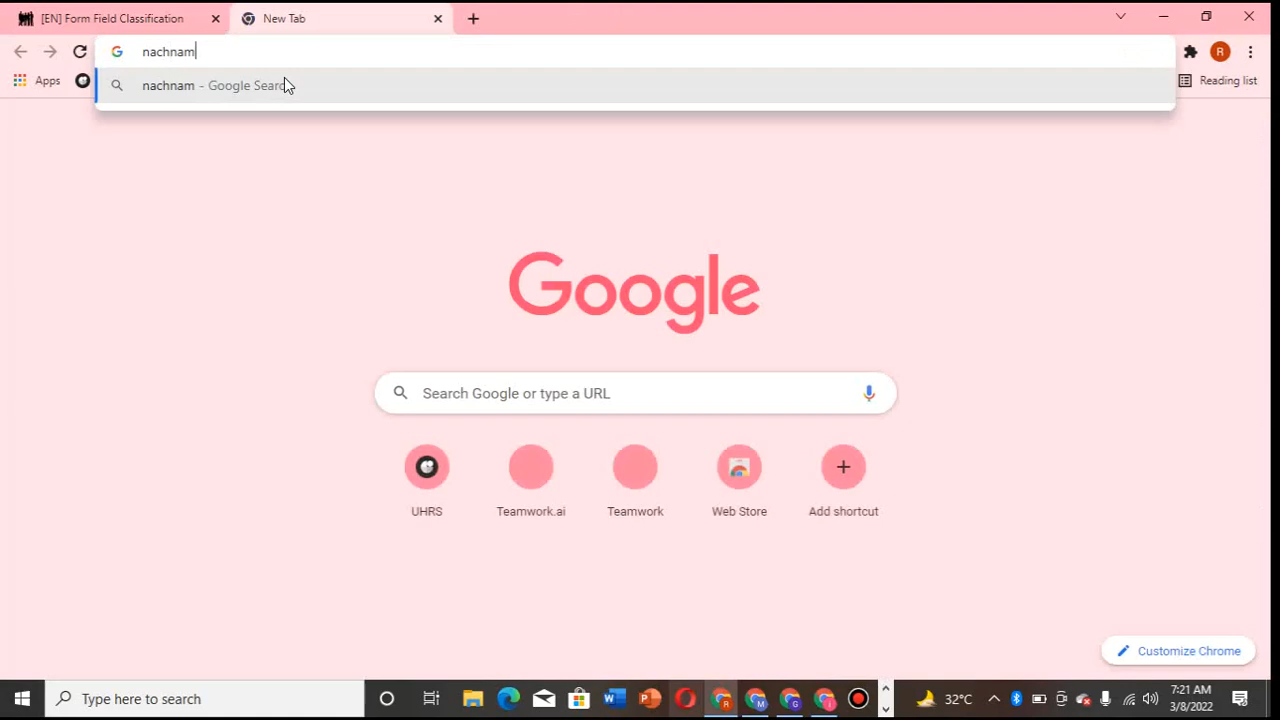 [EN] Form Field Classification
New Tab
nachnam
R
Apps
nachnam - Google Search
Reading list
Google
Search Google or type a URL
UHRS
Teamwork.ai
Teamwork
Web Store
Add shortcut
Customize Chrome
Type here to search
32°C
7:21 AM
3/8/2022